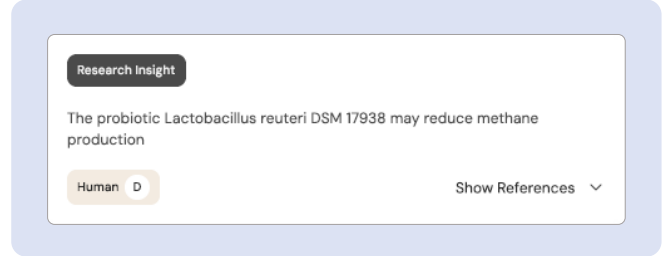 Research Insight
The probiotic Lactobacillus reuteri DSM 17938 may reduce methane
production
Human D
Show References